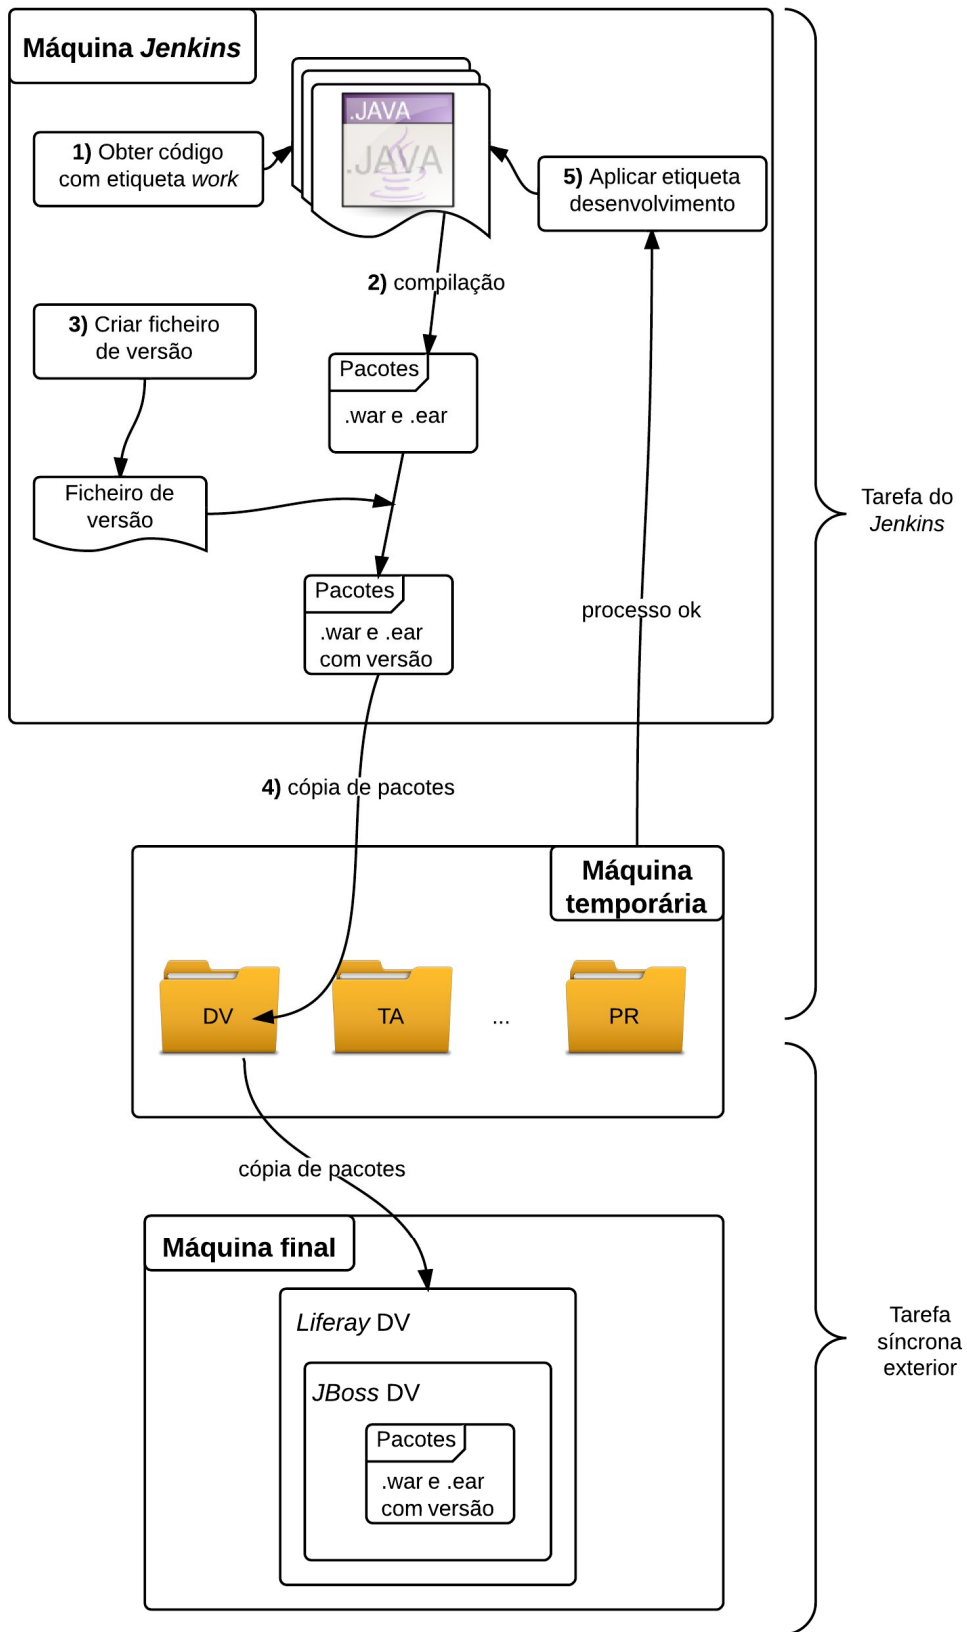 Máquina Jenkins
.JAVA
.JAVA
1) Obter código
com etiqueta work
5) Aplicar etiqueta
desenvolvimento
2) compilação
3) Criar ficheiro
de versão
Pacotes
.war e .ear
Ficheiro de
versão
Tarefa do
Jenkins
Pacotes
.war e .ear
com versão
processo ok
4) cópia de pacotes
Máquina
temporária
DV
TA
...
PR
cópia de pacotes
Máquina final
Liferay DV
JBoss DV
Pacotes
.war e .ear
com versão
Tarefa
síncrona
exterior